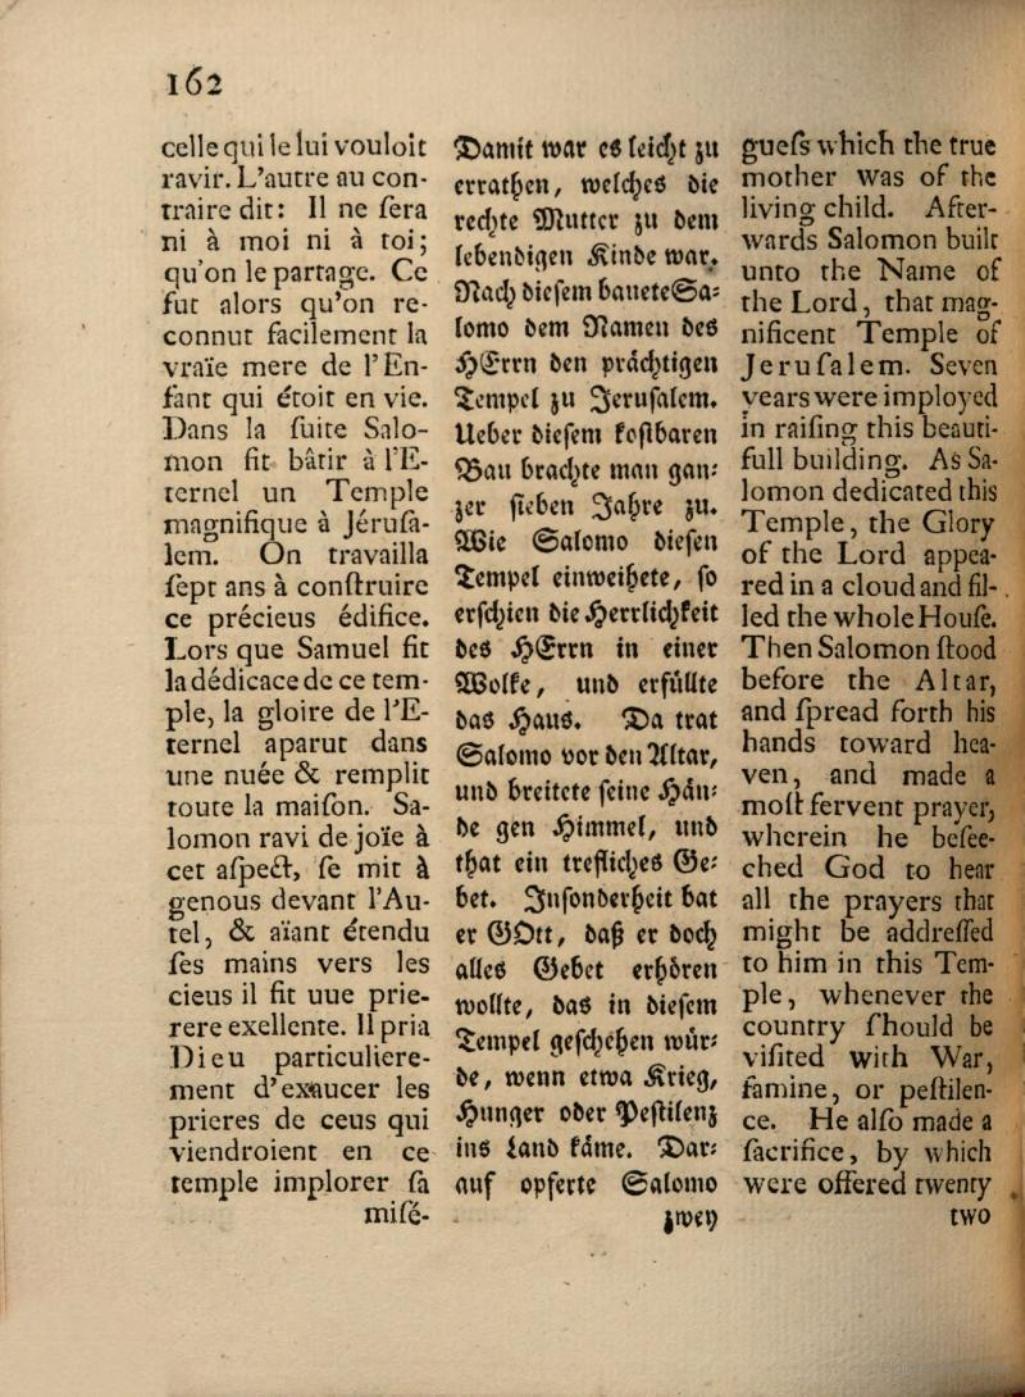 162
celle qui le lui vouloit
ravir. L'autre au con-
traire dit: Il ne ſera
ni à moi ni à toi;
qu'on le partage. Ce
fut alors qu'on re-
connut facilement la
vraïe mere de l'En-
fant qui étoit en vie.
Dans la ſuite Salo-
mon fit bâtir à l'E-
ternel un Temple
magnifique à Jéruſa-
lem. On travailla
ſept ans à conſtruire
ce précieus édifice.
Lors que Samuel fit
la dédicace de ce tem-
ple, la gloire de l'E-
ternel aparut dans
une nuée & remplit
toute la maiſon. Sa-
lomon ravi de joïe à
cet aſpect, ſe mit à
genous devant l'Au-
tel, & aïant étendu
ſes mains vers les
cieus il fit uue prie-
rere exellente. Il pria
Dieu particuliere-
ment d'exaucer les
prieres de ceus qui
viendroient en ce
temple implorer ſa
miſé-
Damit war es leicht zu
errathen, welches die
rechte Mutter zu dem
lebendigen Kinde war.
Nach dieſem bauete Sa-
lomo dem Namen des
HErrn den prächtigen
Tempel zu Jeruſalem.
Ueber dieſem koſtbaren
Bau brachte man gan-
zer ſieben Jahre zu.
Wie Salomo dieſen
Tempel einweihete, ſo
erſchien die Herrlichkeit
des HErrn in einer
Wolke, und erfüllte
das Haus. Da trat
Salomo vor den Altar,
und breitete ſeine Hän-
de gen Himmel, und
that ein trefliches Ge-
bet. Inſonderheit bat
er GOtt, daß er doch
alles Gebet erhören
wollte, das in dieſem
Tempel geſchehen wür-
de, wenn etwa Krieg,
Hunger oder Peſtilenz
ins Land käme. Dar-
auf opferte Salomo
zwey
gueſs which the true
mother was of the
living child. After-
wards Salomon built
unto the Name of
the Lord, that mag-
nificent Temple of
Jeruſalem. Seven
years were imployed
in raiſing this beauti-
full building. As Sa-
lomon dedicated this
Temple, the Glory
of the Lord appea-
red in a cloud and fil-
led the whole Houſe.
Then Salomon ſtood
before the Altar,
and ſpread forth his
hands toward hea-
ven, and made a
moſt fervent prayer,
wherein he beſee-
ched God to hear
all the prayers that
might be addreſſed
to him in this Tem-
ple, whenever the
country ſhould be
viſited with War,
famine, or peſtilen-
ce. He alſo made a
ſacrifice, by which
were offered twenty
two